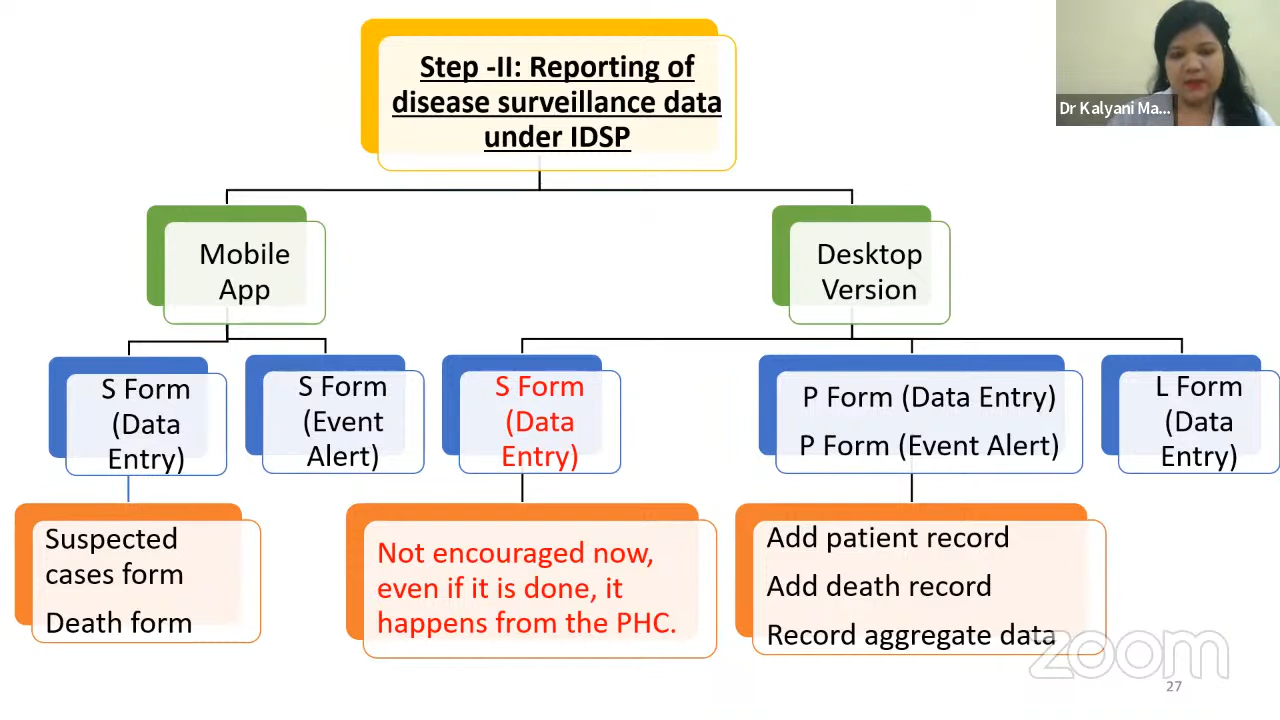 Step -II: Reporting of
disease surveillance data
under IDSP
Dr Kalyani Ma...
Mobile
App
Desktop
Version
S Form
(Data
Entry)
S Form
(Event
Alert)
S Form
(Data
Entry)
P Form (Data Entry)
P Form (Event Alert)
L Form
(Data
Entry)
Suspected
cases form
Death form
Not encouraged now,
even if it is done, it
happens from the PHC.
Add patient record
Add death record
Record aggregate data
zoom
27